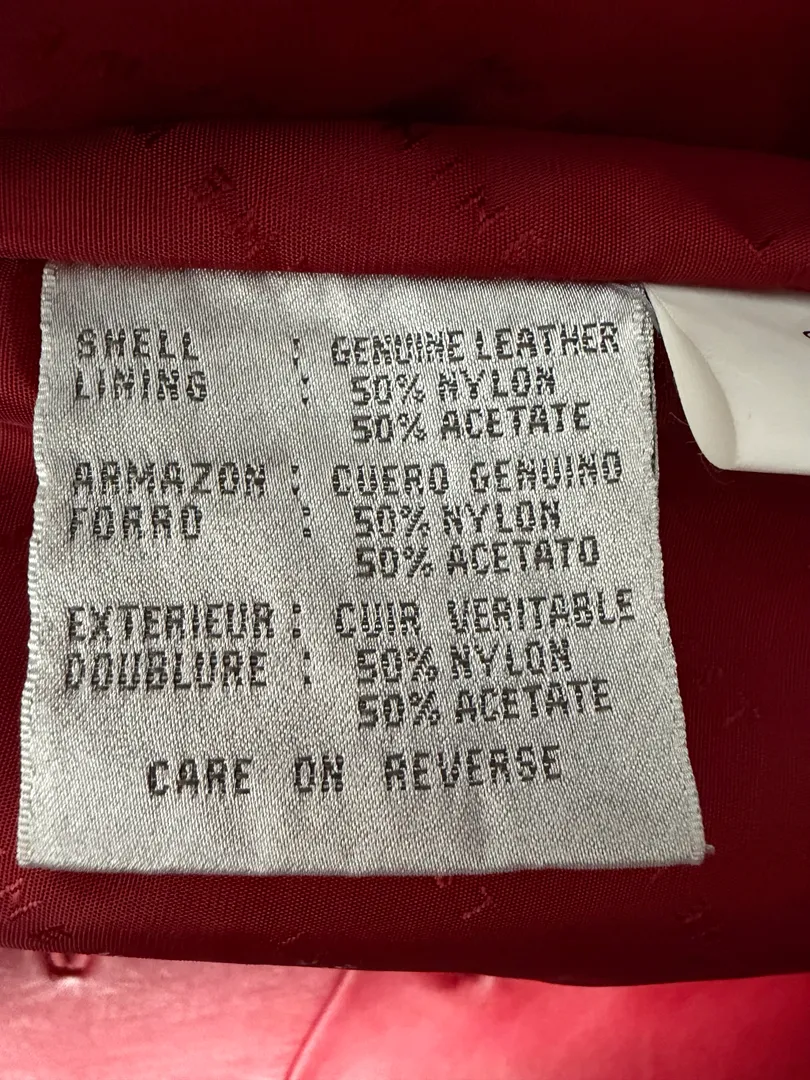 SHELL : GENUINE LEATHER
LINING : 50% NYLON
50% ACETATE
ARMAZON : CUERO GENUINO
FORRO : 50% NYLON
50% ACETATO
EXTERIEUR : CUIR VERITABLE
DOUBLURE : 50% NYLON
50% ACETATE
CARE ON REVERSE